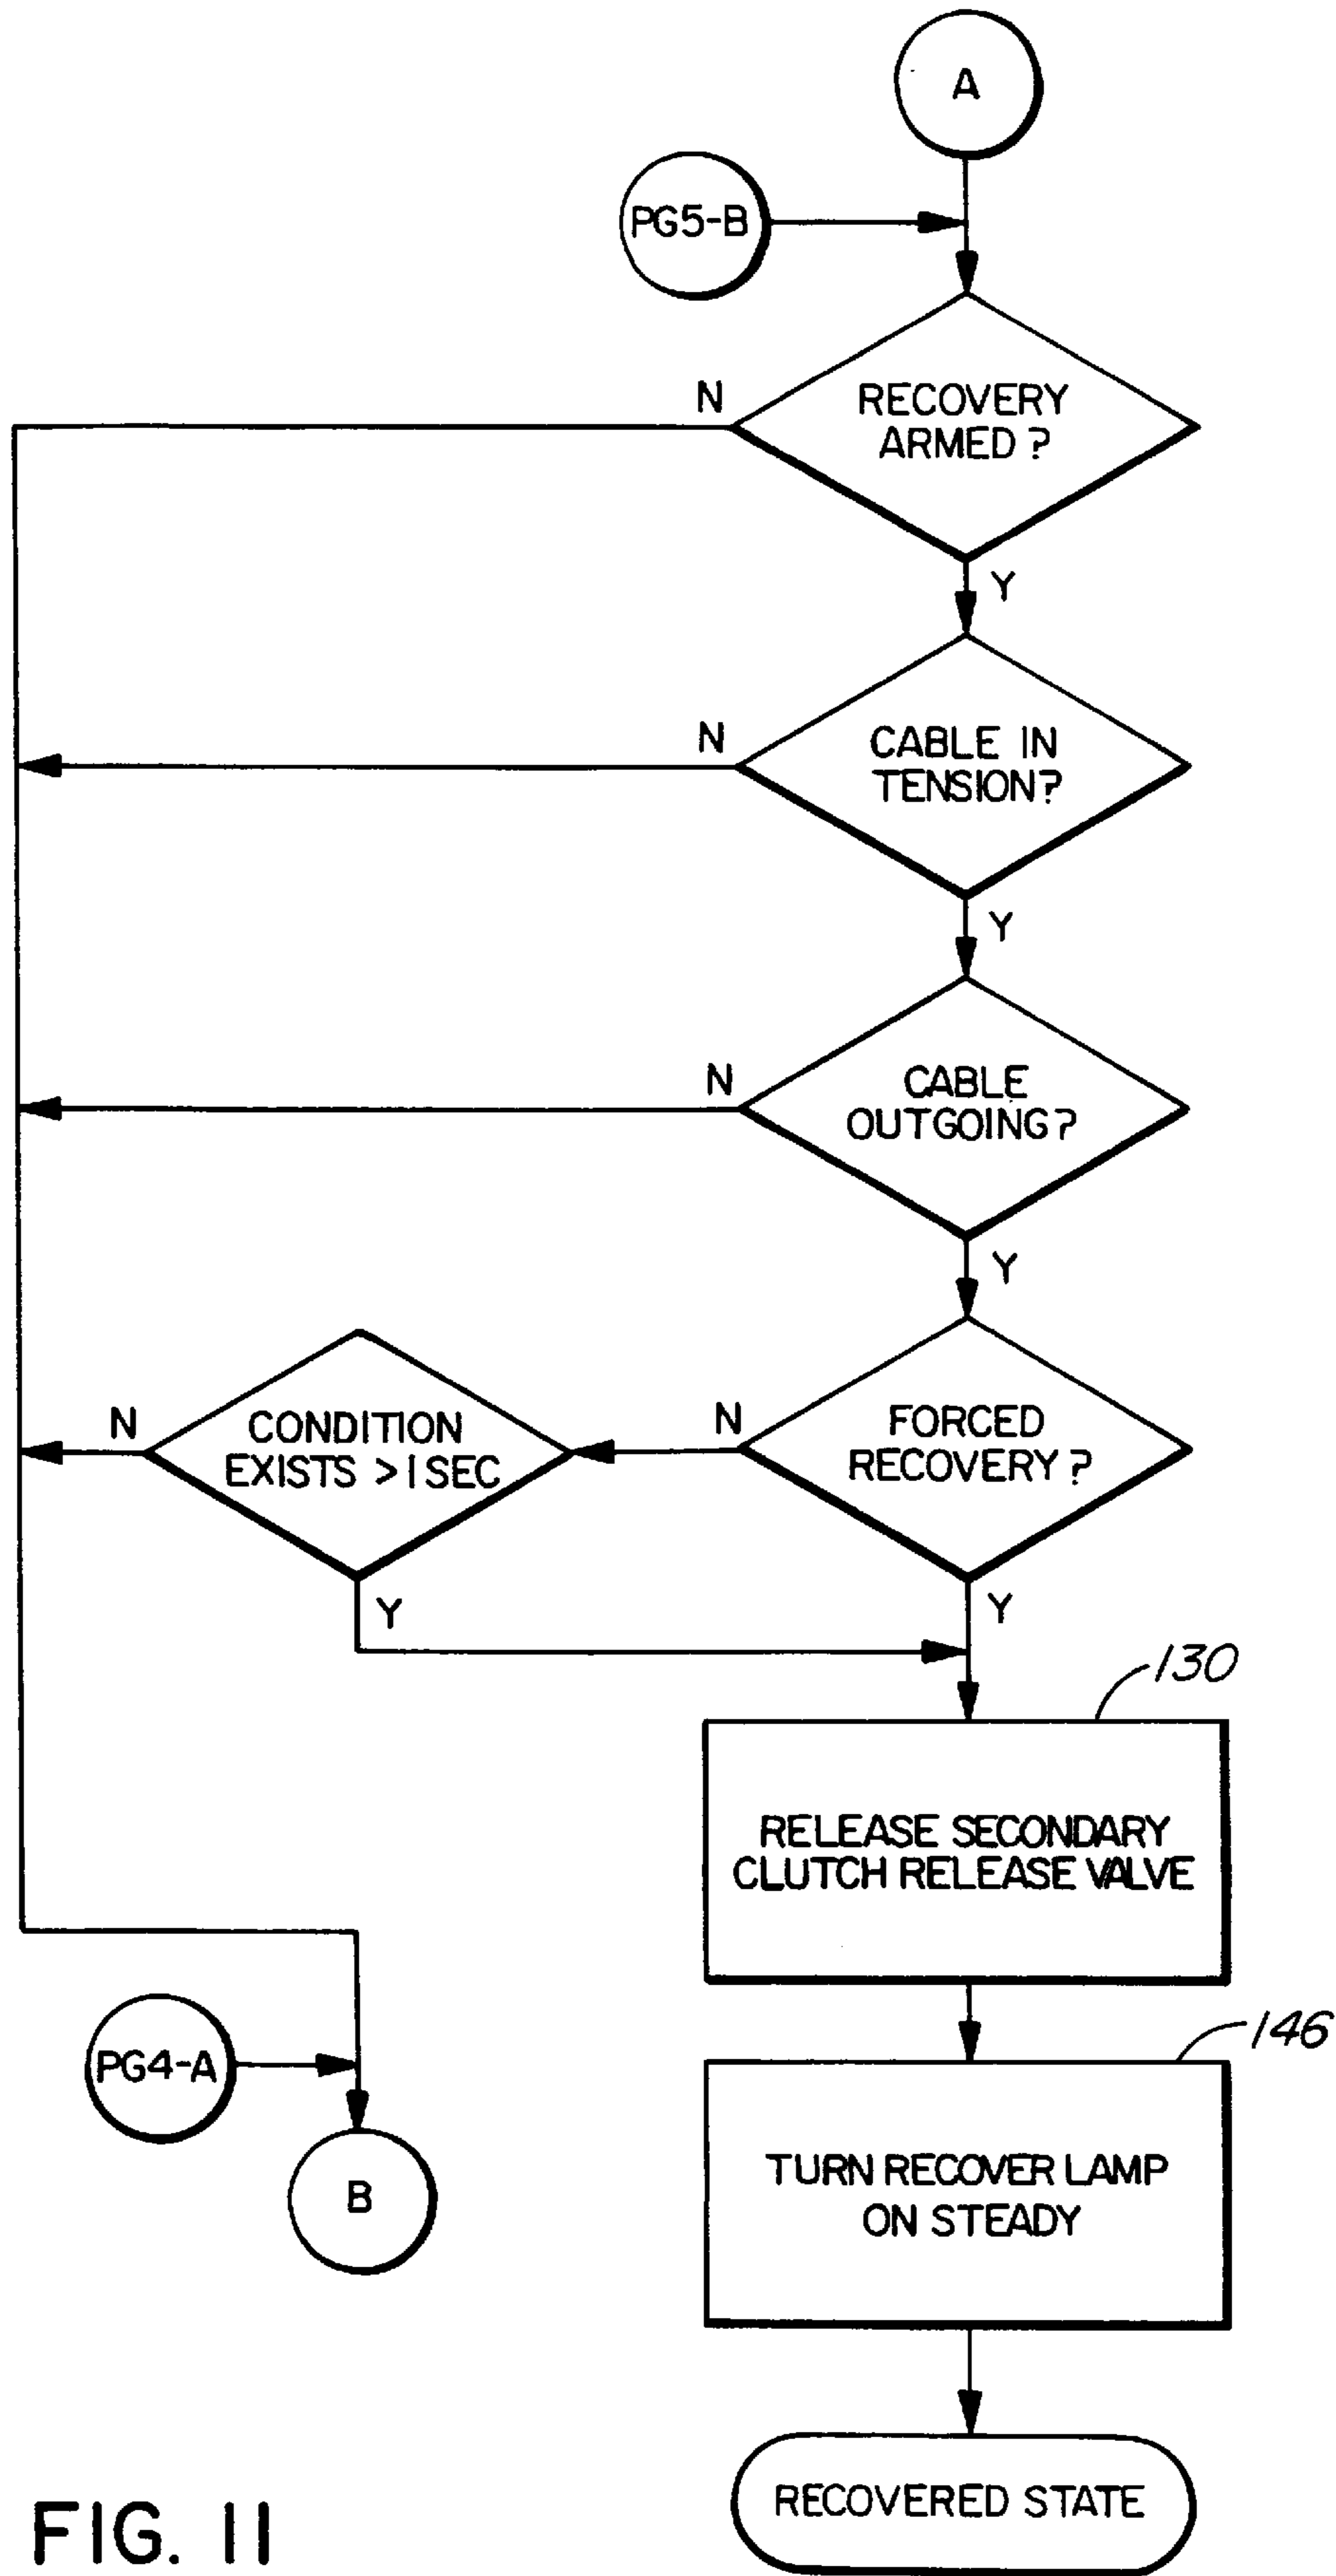 A
PG5-B
N
RECOVERY
ARMED ?
Y
N
CABLE IN
TENSION?
Y
N
CABLE
OUTGOING?
Y
N
CONDITION
EXISTS >1 SEC
N
FORCED
RECOVERY ?
Y
Y
130
RELEASE SECONDARY
CLUTCH RELEASE VALVE
146
PG4-A
B
TURN RECOVER LAMP
ON STEADY
RECOVERED STATE
FIG. 11